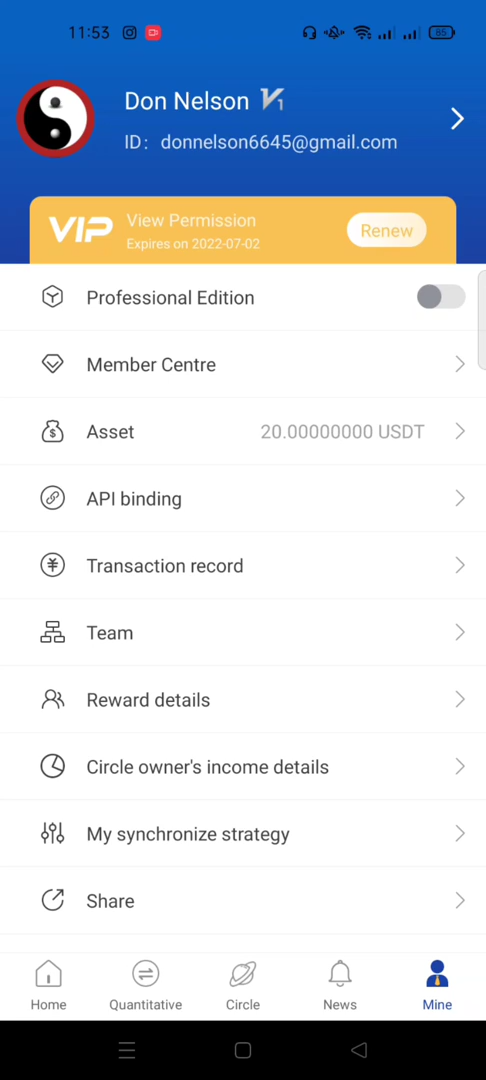 11:53
65
Don Nelson V1
ID: donnelson6645@gmail.com
VIP
View Permission
Expires on 2022-07-02
Renew
Professional Edition
Member Centre
Asset 20.00000000 USDT
API binding
Transaction record
Team
Reward details
Circle owner's income details
My synchronize strategy
Share
Home Quantitative Circle News Mine